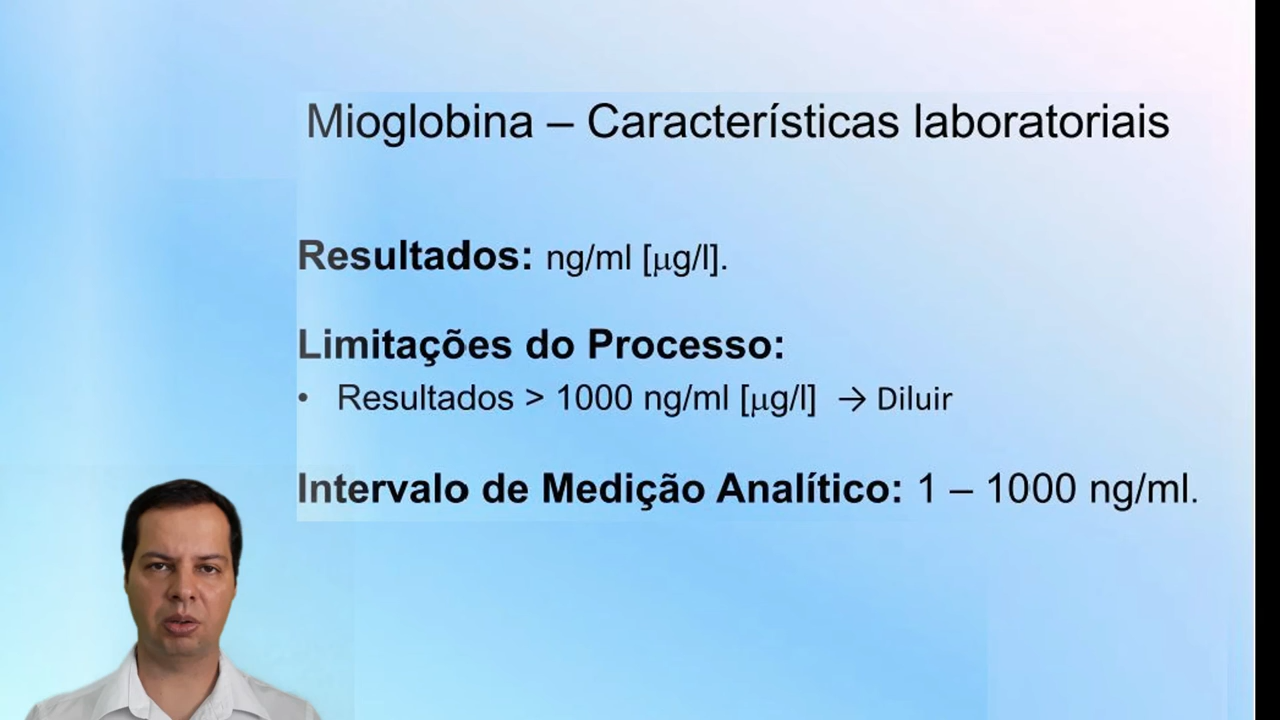 Mioglobina – Características laboratoriais
Resultados: ng/ml [μg/l].
Limitações do Processo:
• Resultados > 1000 ng/ml [μg/l] → Diluir
Intervalo de Medição Analítico: 1 – 1000 ng/ml.